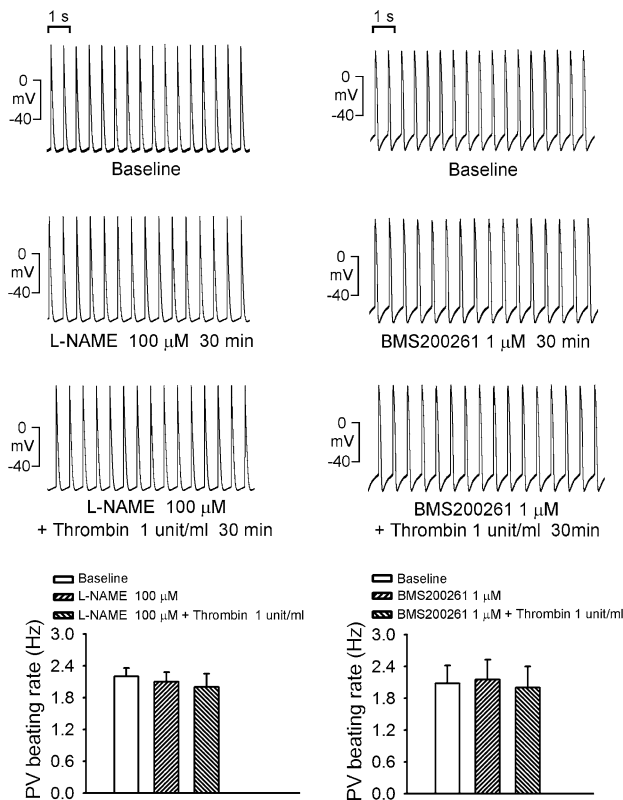 1 s
0
mV
-40
Baseline
0
mV
-40
L-NAME 100 μM 30 min
0
mV
-40
L-NAME 100 μM
+ Thrombin 1 unit/ml 30 min
Baseline
L-NAME 100 μM
L-NAME 100 μM + Thrombin 1 unit/ml
PV beating rate (Hz)
3.0
2.4
1.8
1.2
0.6
0.0
1 s
0
mV
-40
Baseline
0
mV
-40
BMS200261 1 μM 30 min
0
mV
-40
BMS200261 1 μM
+ Thrombin 1 unit/ml 30min
Baseline
BMS200261 1 μM
BMS200261 1 μM + Thrombin 1 unit/ml
PV beating rate (Hz)
3.0
2.4
1.8
1.2
0.6
0.0